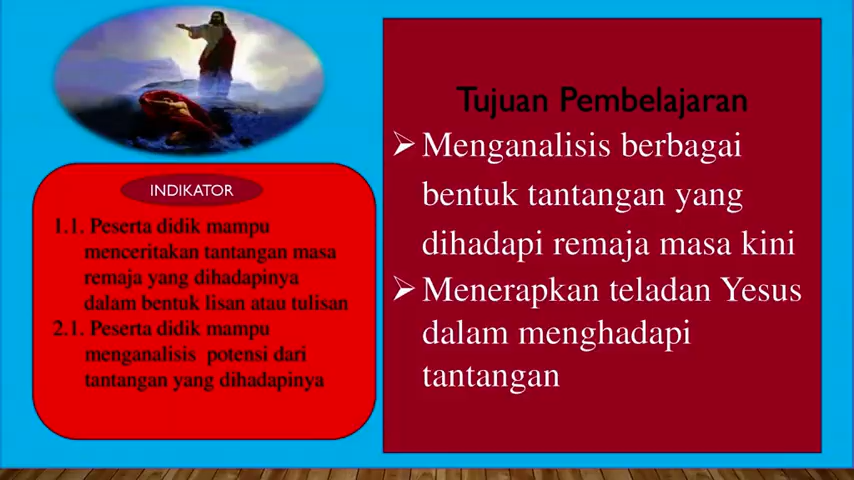 INDIKATOR
1.1. Peserta didik mampu
menceritakan tantangan masa
remaja yang dihadapinya
dalam bentuk lisan atau tulisan
2.1. Peserta didik mampu
menganalisis potensi dari
tantangan yang dihadapinya
Tujuan Pembelajaran
➢ Menganalisis berbagai
bentuk tantangan yang
dihadapi remaja masa kini
➢ Menerapkan teladan Yesus
dalam menghadapi
tantangan